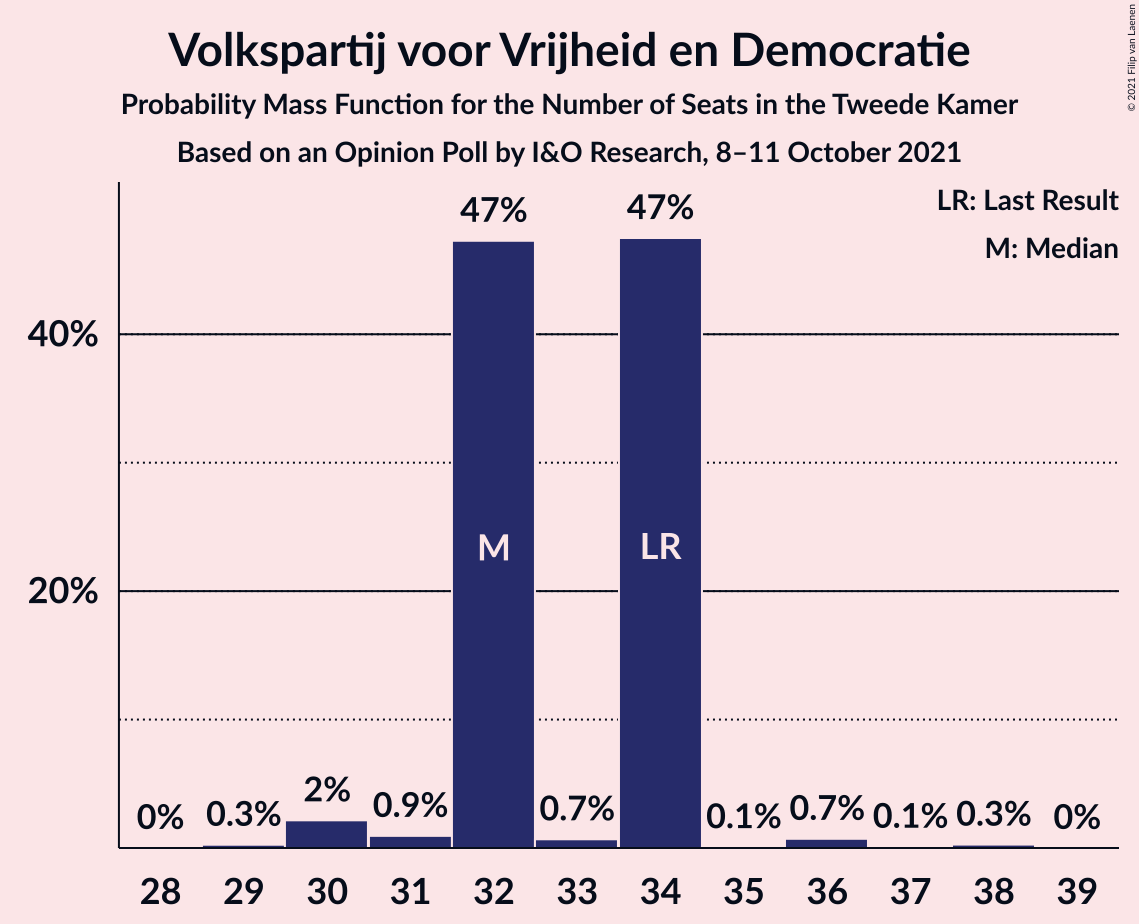 Volkspartij voor Vrijheid en Democratie
Probability Mass Function for the Number of Seats in the Tweede Kamer
Based on an Opinion Poll by I&O Research, 8–11 October 2021
© 2021 Filip van Laenen
LR: Last Result
M: Median
47% 47%
40%
M LR
20%
0% 0.3% 2% 0.9% 0.7% 0.1% 0.7% 0.1% 0.3% 0%
28 29 30 31 32 33 34 35 36 37 38 39